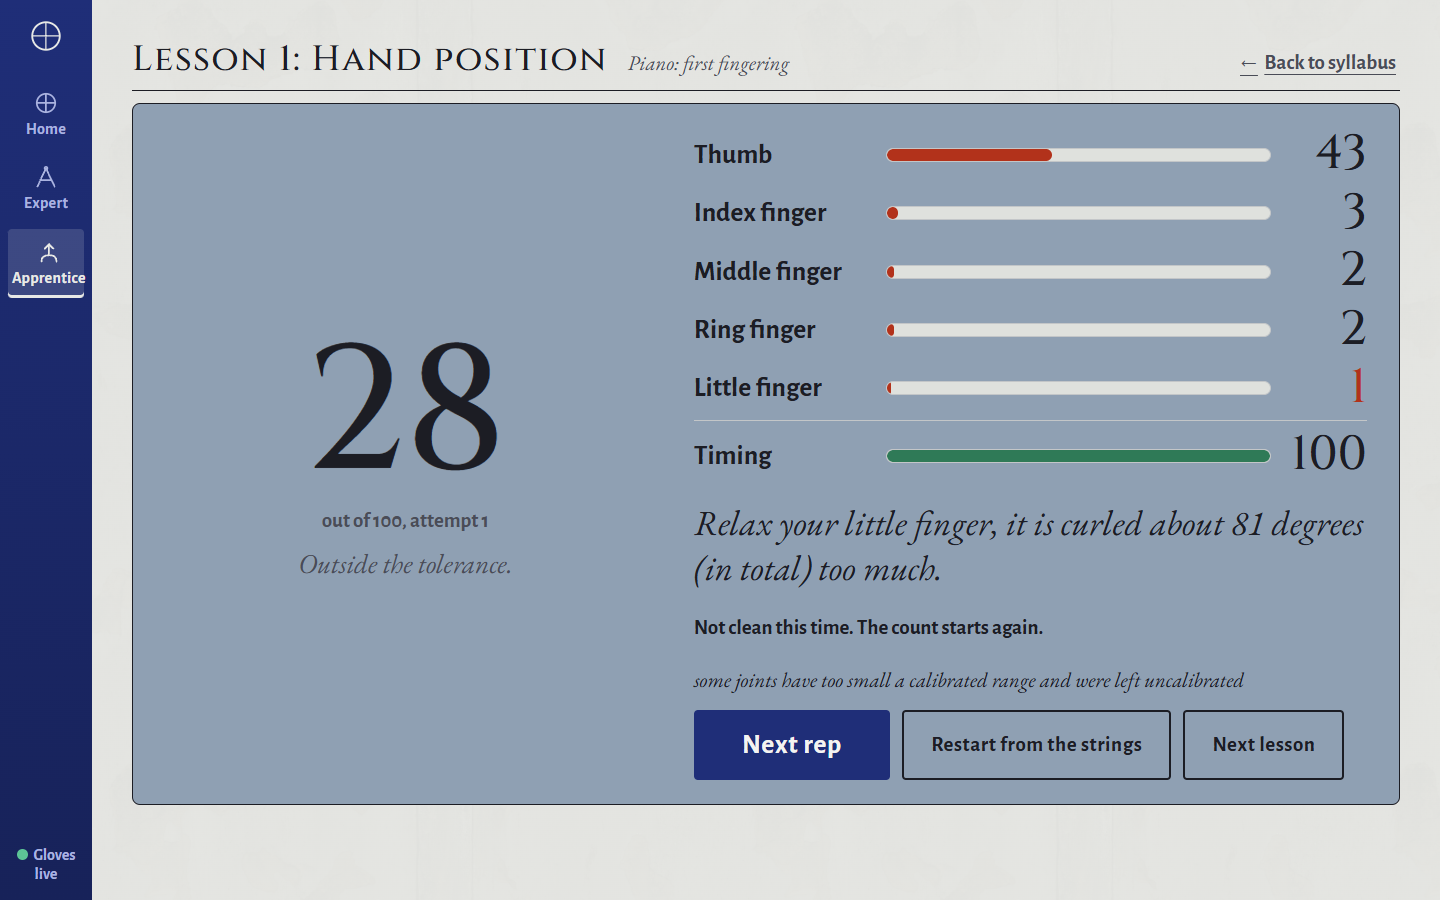 Lesson 1: Hand position
Piano: first fingering
← Back to syllabus
Home
Expert
Apprentice
Gloves
live
28
out of 100, attempt 1
Outside the tolerance.
Thumb 43
Index finger 3
Middle finger 2
Ring finger 2
Little finger 1
Timing 100
Relax your little finger, it is curled about 81 degrees
(in total) too much.
Not clean this time. The count starts again.
some joints have too small a calibrated range and were left uncalibrated
Next rep
Restart from the strings
Next lesson